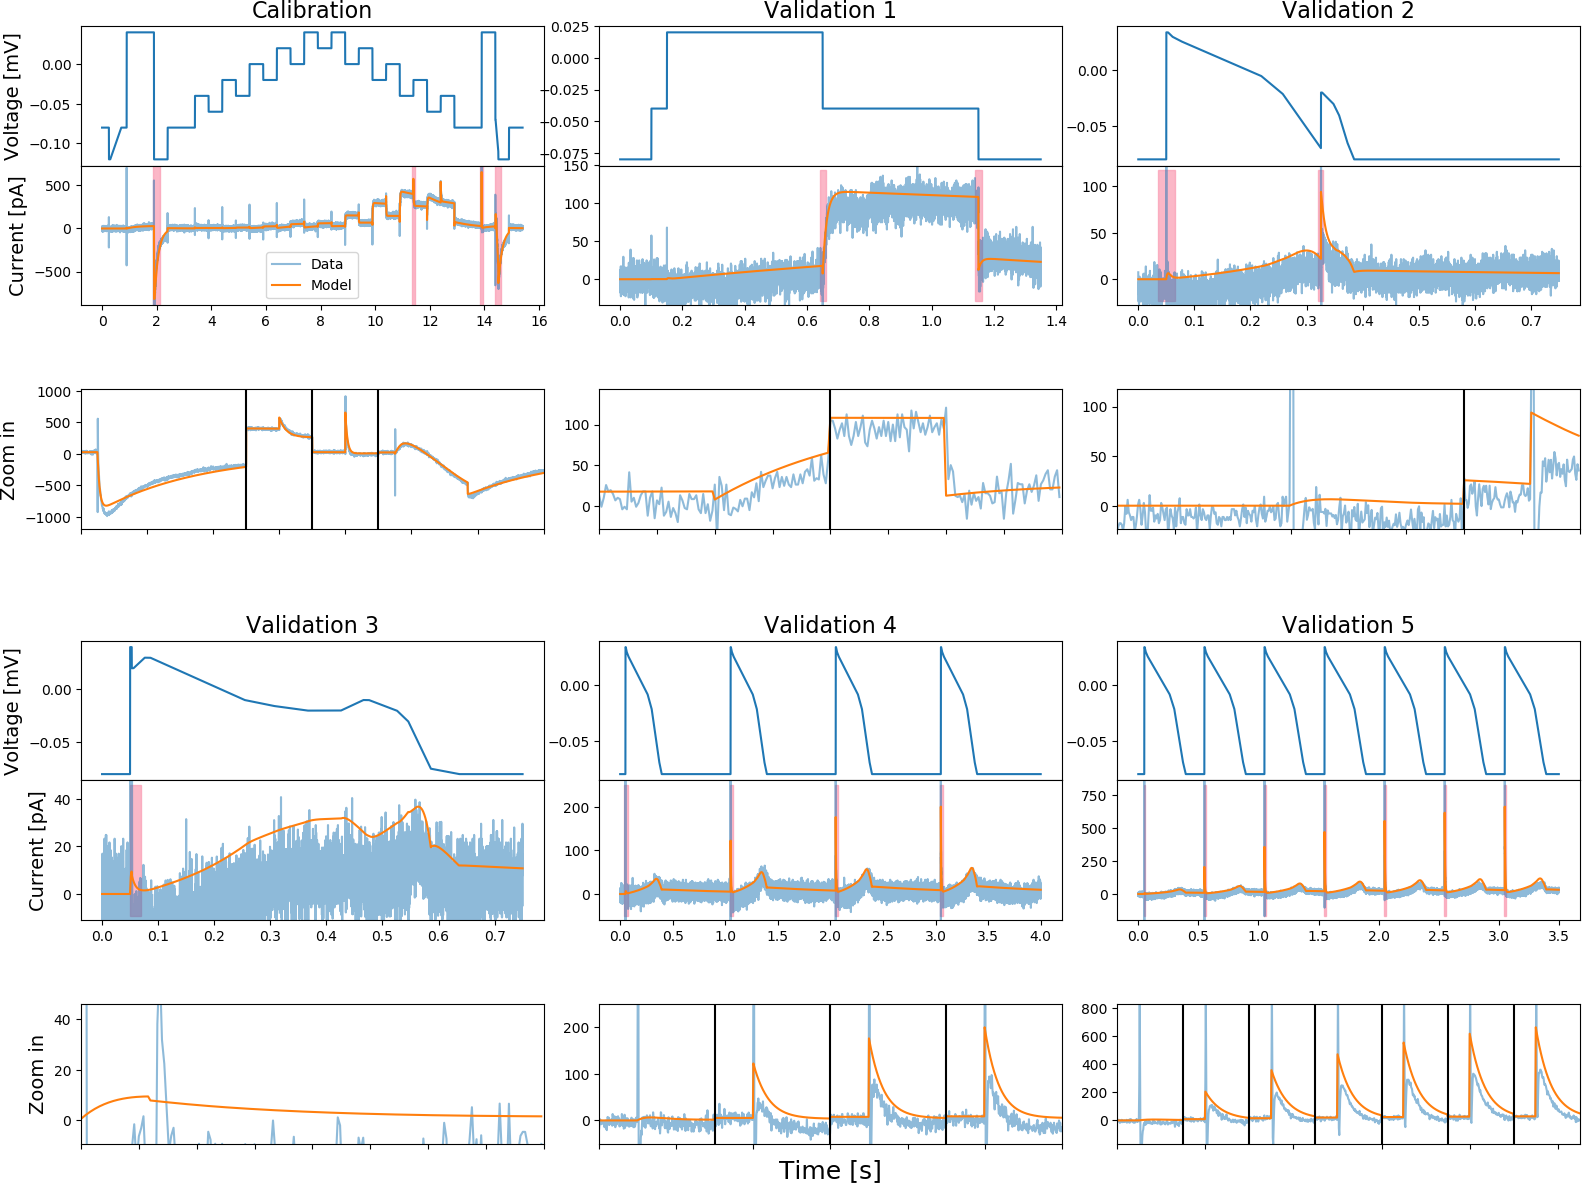 Calibration
Validation 1
Validation 2
Voltage [mV]
0.00
−0.05
−0.10
0.025
0.000
−0.025
−0.050
−0.075
0.00
−0.05
Current [pA]
500
0
−500
Data
Model
150
100
50
0
100
50
0
0 2 4 6 8 10 12 14 16
0.0 0.2 0.4 0.6 0.8 1.0 1.2 1.4
0.0 0.1 0.2 0.3 0.4 0.5 0.6 0.7
Zoom in
1000
500
0
−500
−1000
100
50
0
100
50
0
Validation 3
Validation 4
Validation 5
Voltage [mV]
0.00
−0.05
0.00
−0.05
0.00
−0.05
Current [pA]
40
20
0
200
100
0
750
500
250
0
0.0 0.1 0.2 0.3 0.4 0.5 0.6 0.7
0.0 0.5 1.0 1.5 2.0 2.5 3.0 3.5 4.0
0.0 0.5 1.0 1.5 2.0 2.5 3.0 3.5
Zoom in
40
20
0
200
100
0
800
600
400
200
0
Time [s]